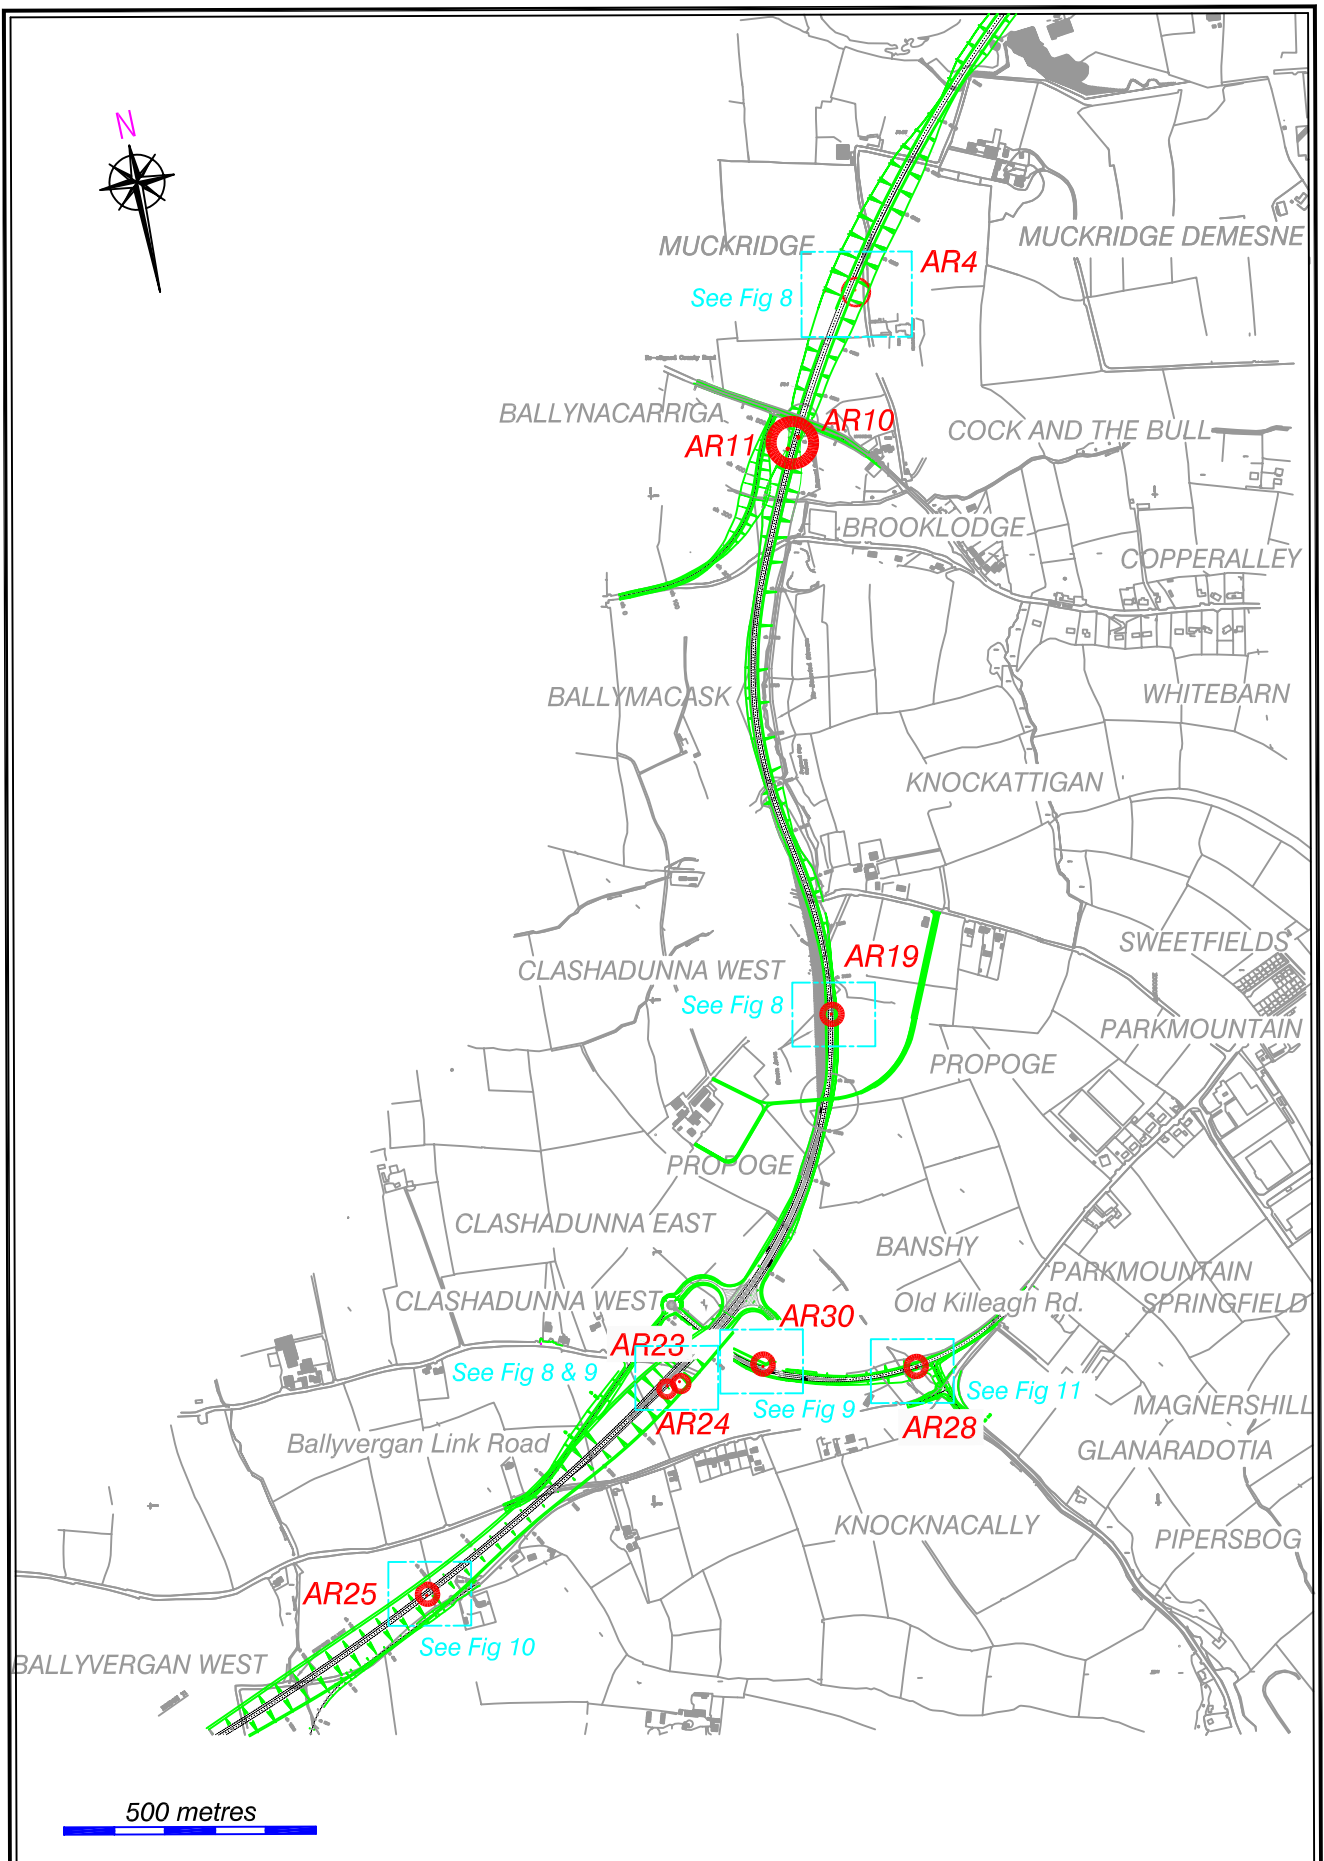 N
MUCKRIDGE
MUCKRIDGE DEMESNE
AR4
See Fig 8
BALLYNACARRIGA
AR10
AR11
COCK AND THE BULL
BROOKLODGE
COPPERALLEY
BALLYMACASK
WHITEBARN
KNOCKATTIGAN
SWEETFIELDS
AR19
CLASHADUNNA WEST
See Fig 8
PARKMOUNTAIN
PROPOGE
PROPOGE
CLASHADUNNA EAST
BANSHY
PARKMOUNTAIN
CLASHADUNNA WEST
Old Killeagh Rd.
SPRINGFIELD
AR30
AR23
See Fig 8 & 9
See Fig 11
MAGNERSHILL
See Fig 9
AR24
AR28
Ballyvergan Link Road
GLANARADOTIA
KNOCKNACALLY
PIPERSBOG
AR25
See Fig 10
BALLYVERGAN WEST
500 metres